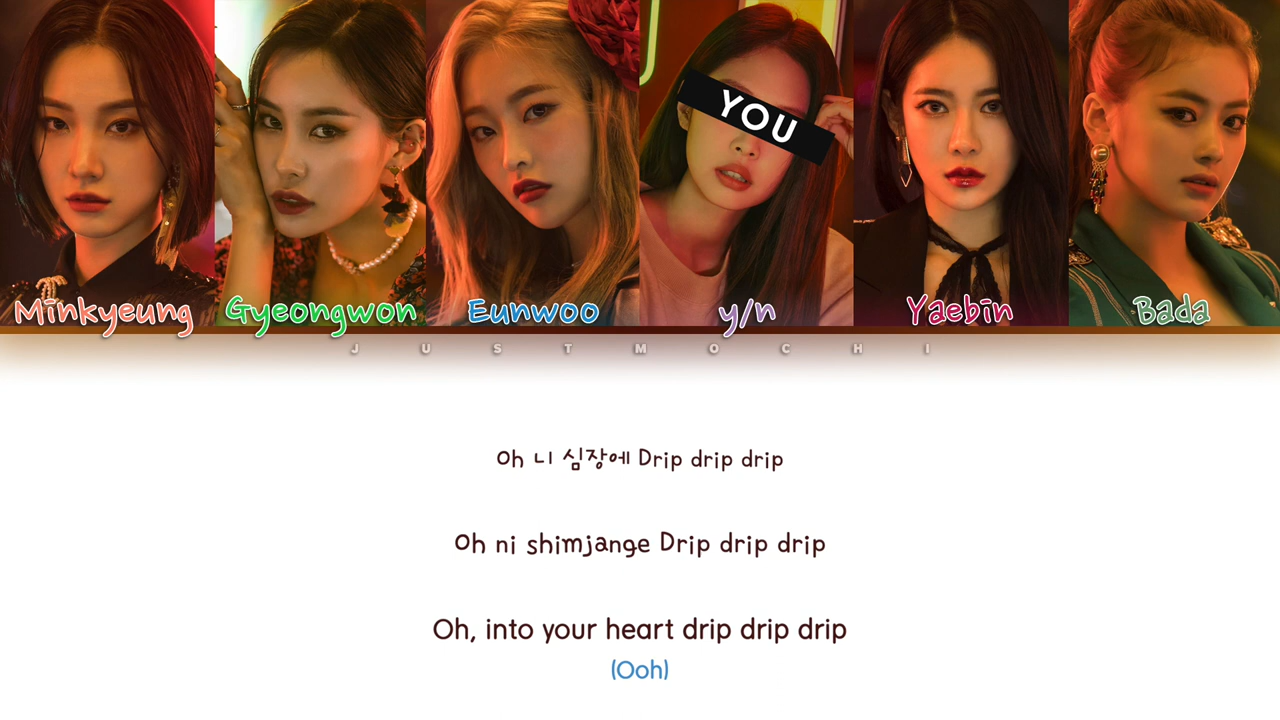 YOU
Minkyeung Gyeongwon Eunwoo y/n Yaebin Bada
J U S T M O C H I
Oh 니 심장에 Drip drip drip
Oh ni shimjange Drip drip drip
Oh, into your heart drip drip drip
(Ooh)